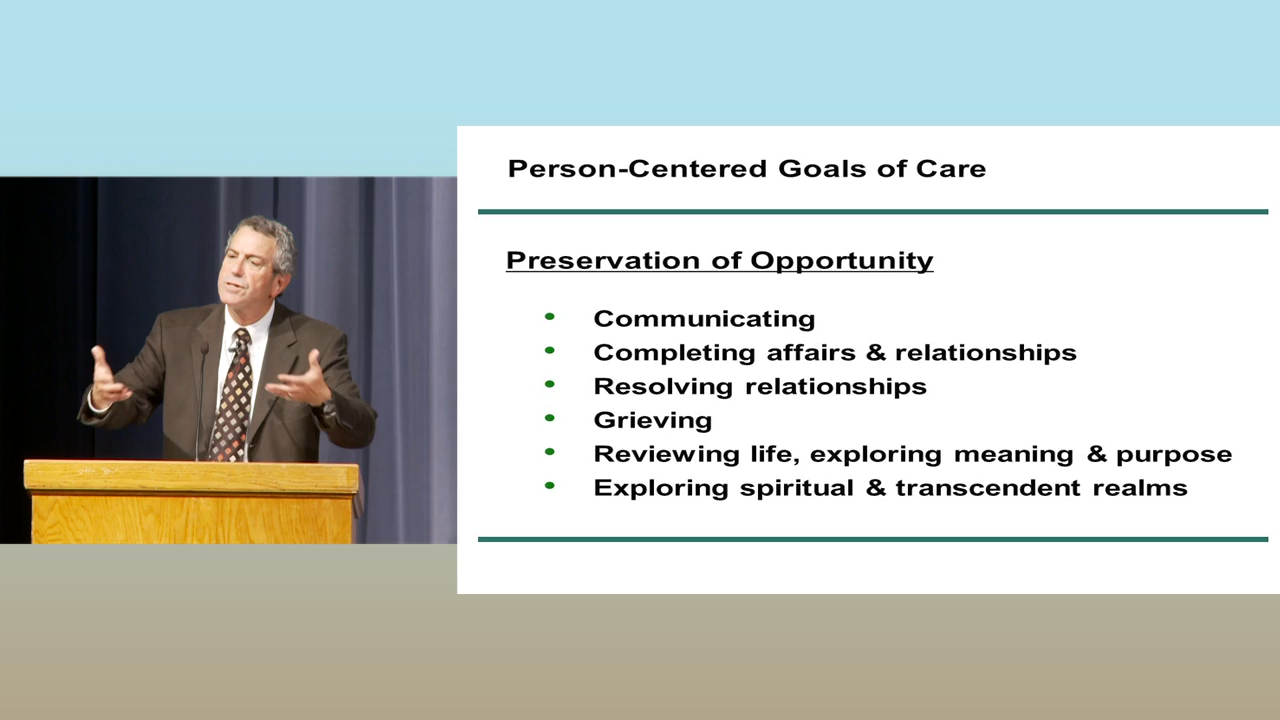 Person-Centered Goals of Care
Preservation of Opportunity
• Communicating
• Completing affairs & relationships
• Resolving relationships
• Grieving
• Reviewing life, exploring meaning & purpose
• Exploring spiritual & transcendent realms